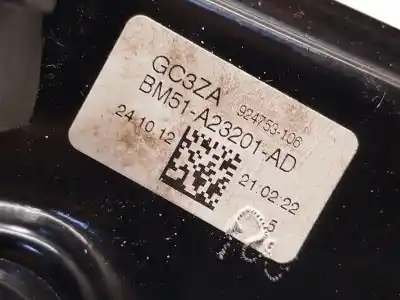 GC3ZA 924753-106
BM51-A23201-AD
24.10.12 21:02:22
5